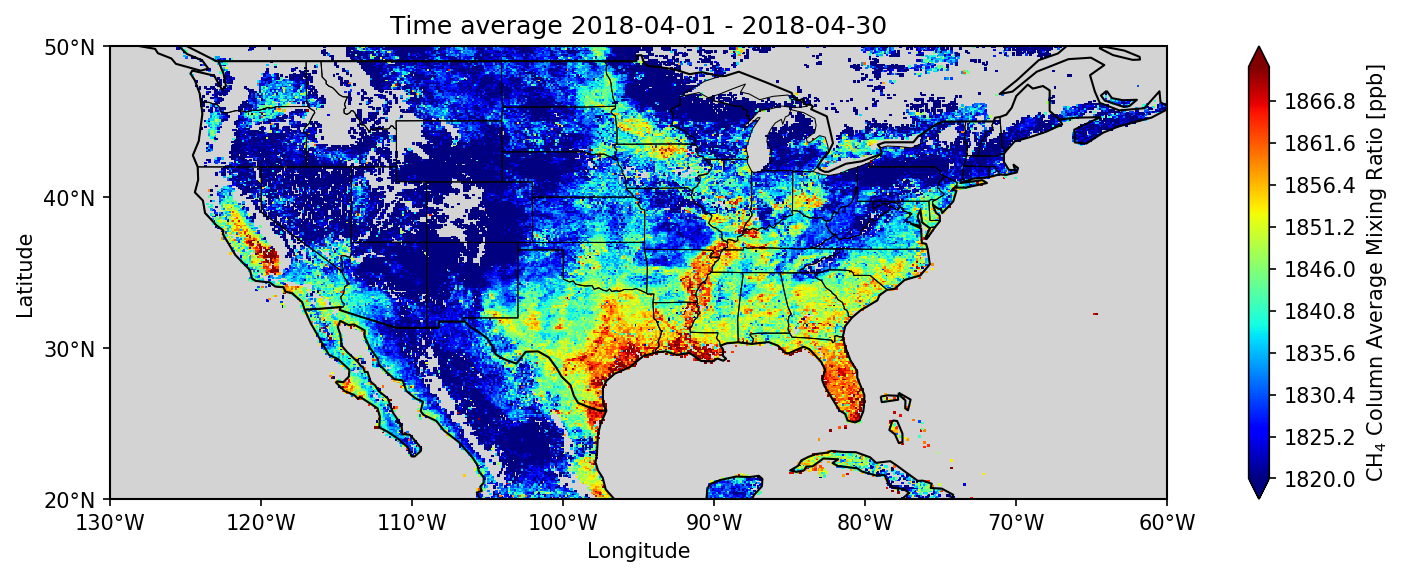 Time average 2018-04-01 - 2018-04-30
50°N
40°N
30°N
20°N
Latitude
130°W 120°W 110°W 100°W 90°W 80°W 70°W 60°W
Longitude
1866.8
1861.6
1856.4
1851.2
1846.0
1840.8
1835.6
1830.4
1825.2
1820.0
CH₄ Column Average Mixing Ratio [ppb]